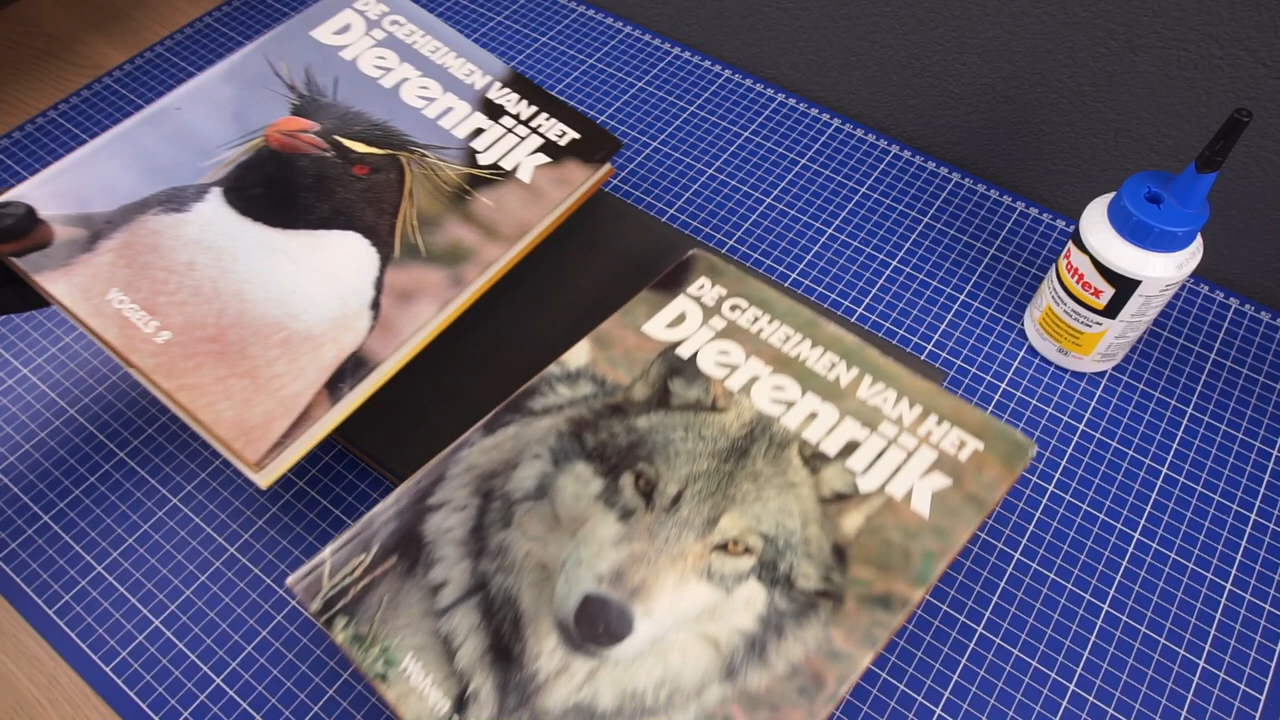 DE GEHEIMEN VAN HET
Dierenrijk
VOGELS 2
DE GEHEIMEN VAN HET
Dierenrijk
Pattex